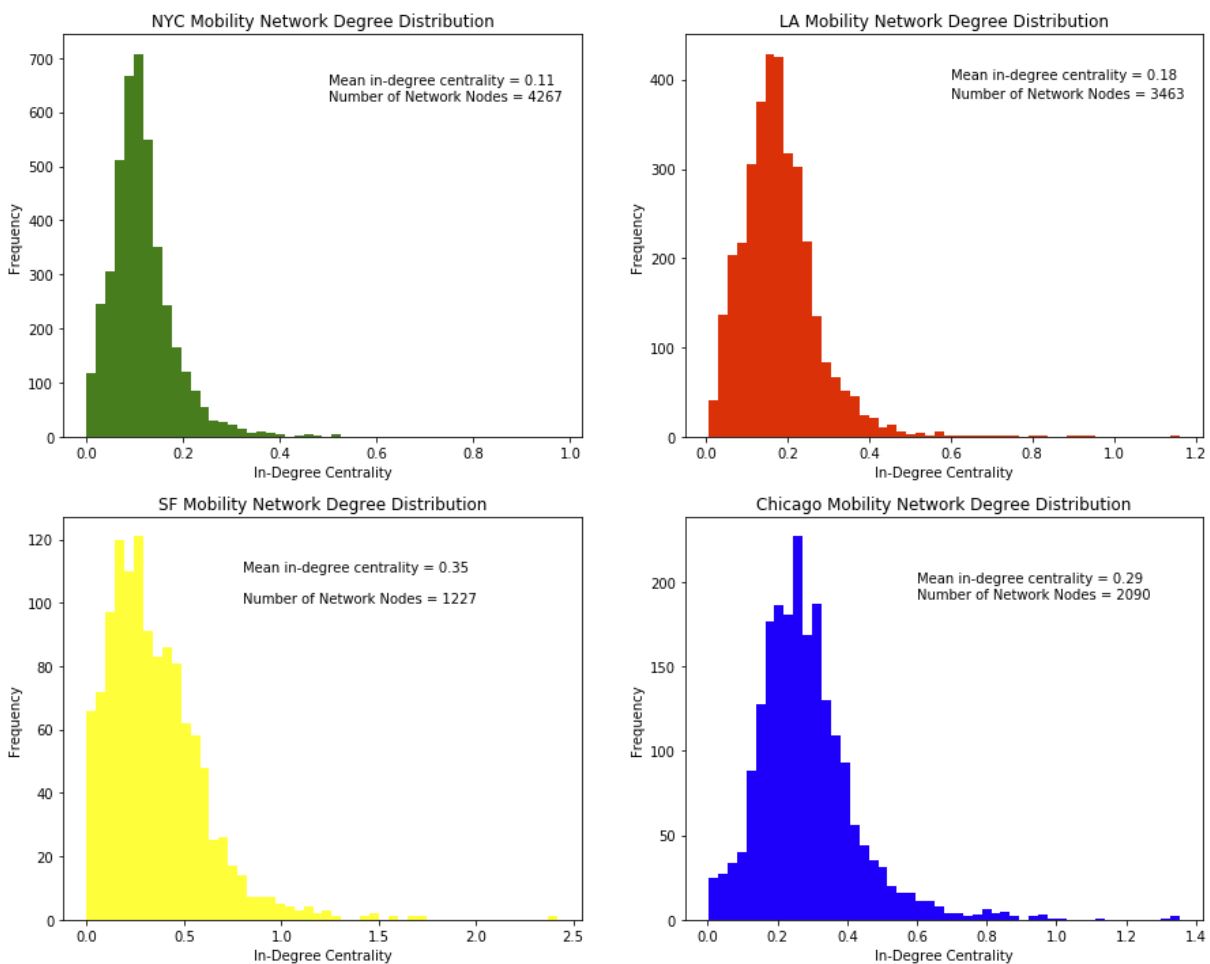 NYC Mobility Network Degree Distribution
Mean in-degree centrality = 0.11
Number of Network Nodes = 4267
Frequency
700
600
500
400
300
200
100
0
0.0 0.2 0.4 0.6 0.8 1.0
In-Degree Centrality
LA Mobility Network Degree Distribution
Mean in-degree centrality = 0.18
Number of Network Nodes = 3463
Frequency
400
300
200
100
0
0.0 0.2 0.4 0.6 0.8 1.0 1.2
In-Degree Centrality
SF Mobility Network Degree Distribution
Mean in-degree centrality = 0.35
Number of Network Nodes = 1227
Frequency
120
100
80
60
40
20
0
0.0 0.5 1.0 1.5 2.0 2.5
In-Degree Centrality
Chicago Mobility Network Degree Distribution
Mean in-degree centrality = 0.29
Number of Network Nodes = 2090
Frequency
200
150
100
50
0
0.0 0.2 0.4 0.6 0.8 1.0 1.2 1.4
In-Degree Centrality